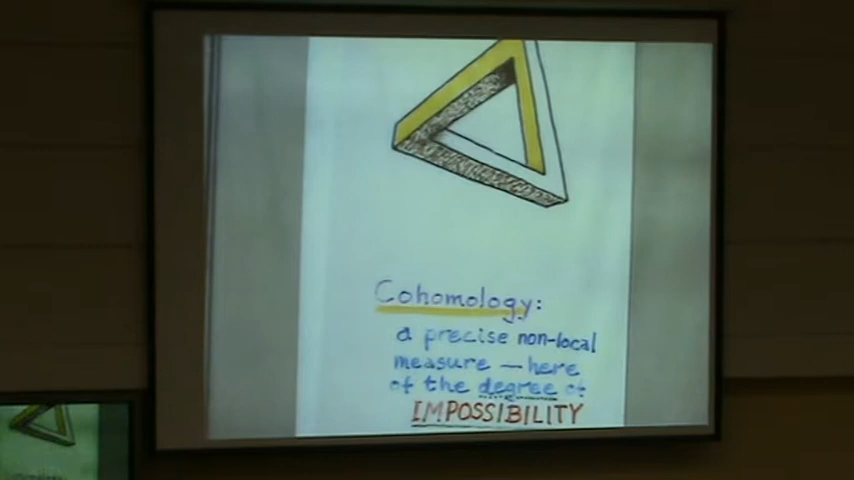 Cohomology:
a precise non-local
measure — here
of the degree of
IMPOSSIBILITY